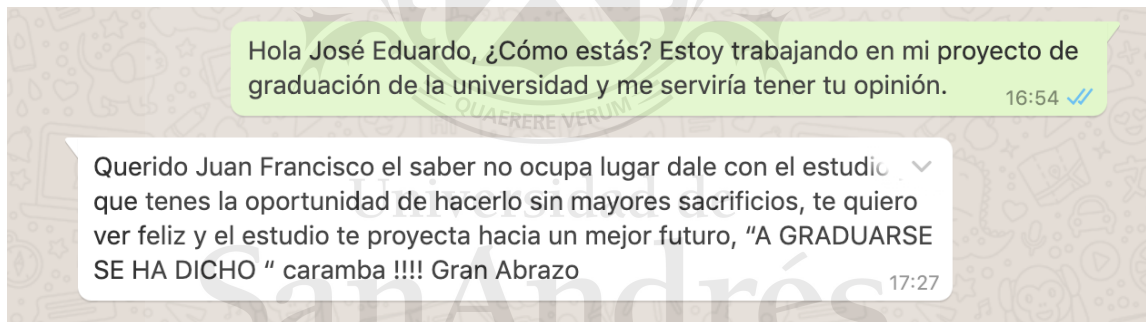 Hola José Eduardo, ¿Cómo estás? Estoy trabajando en mi proyecto de
graduación de la universidad y me serviría tener tu opinión.
16:54
QUAERERE VERUM
Querido Juan Francisco el saber no ocupa lugar dale con el estudio
que tenes la oportunidad de hacerlo sin mayores sacrificios, te quiero
ver feliz y el estudio te proyecta hacia un mejor futuro, “A GRADUARSE
SE HA DICHO “ caramba !!!! Gran Abrazo
17:27
Universidad de
SanAndrés